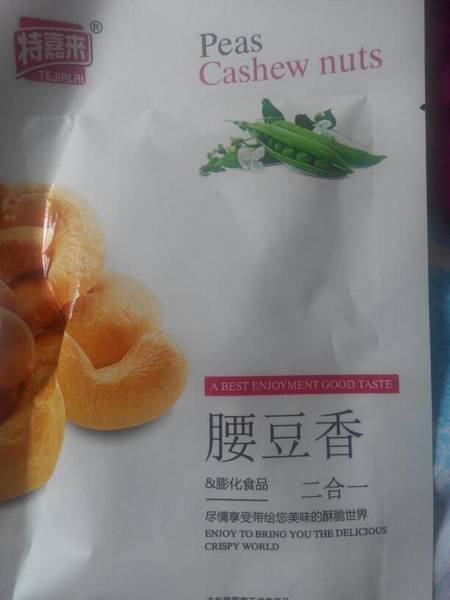 特嘉来®
TEJIALAI
Peas
Cashew nuts
A BEST ENJOYMENT GOOD TASTE
腰豆香
&膨化食品 二合一
尽情享受带给您美味的酥脆世界
ENJOY TO BRING YOU THE DELICIOUS
CRISPY WORLD